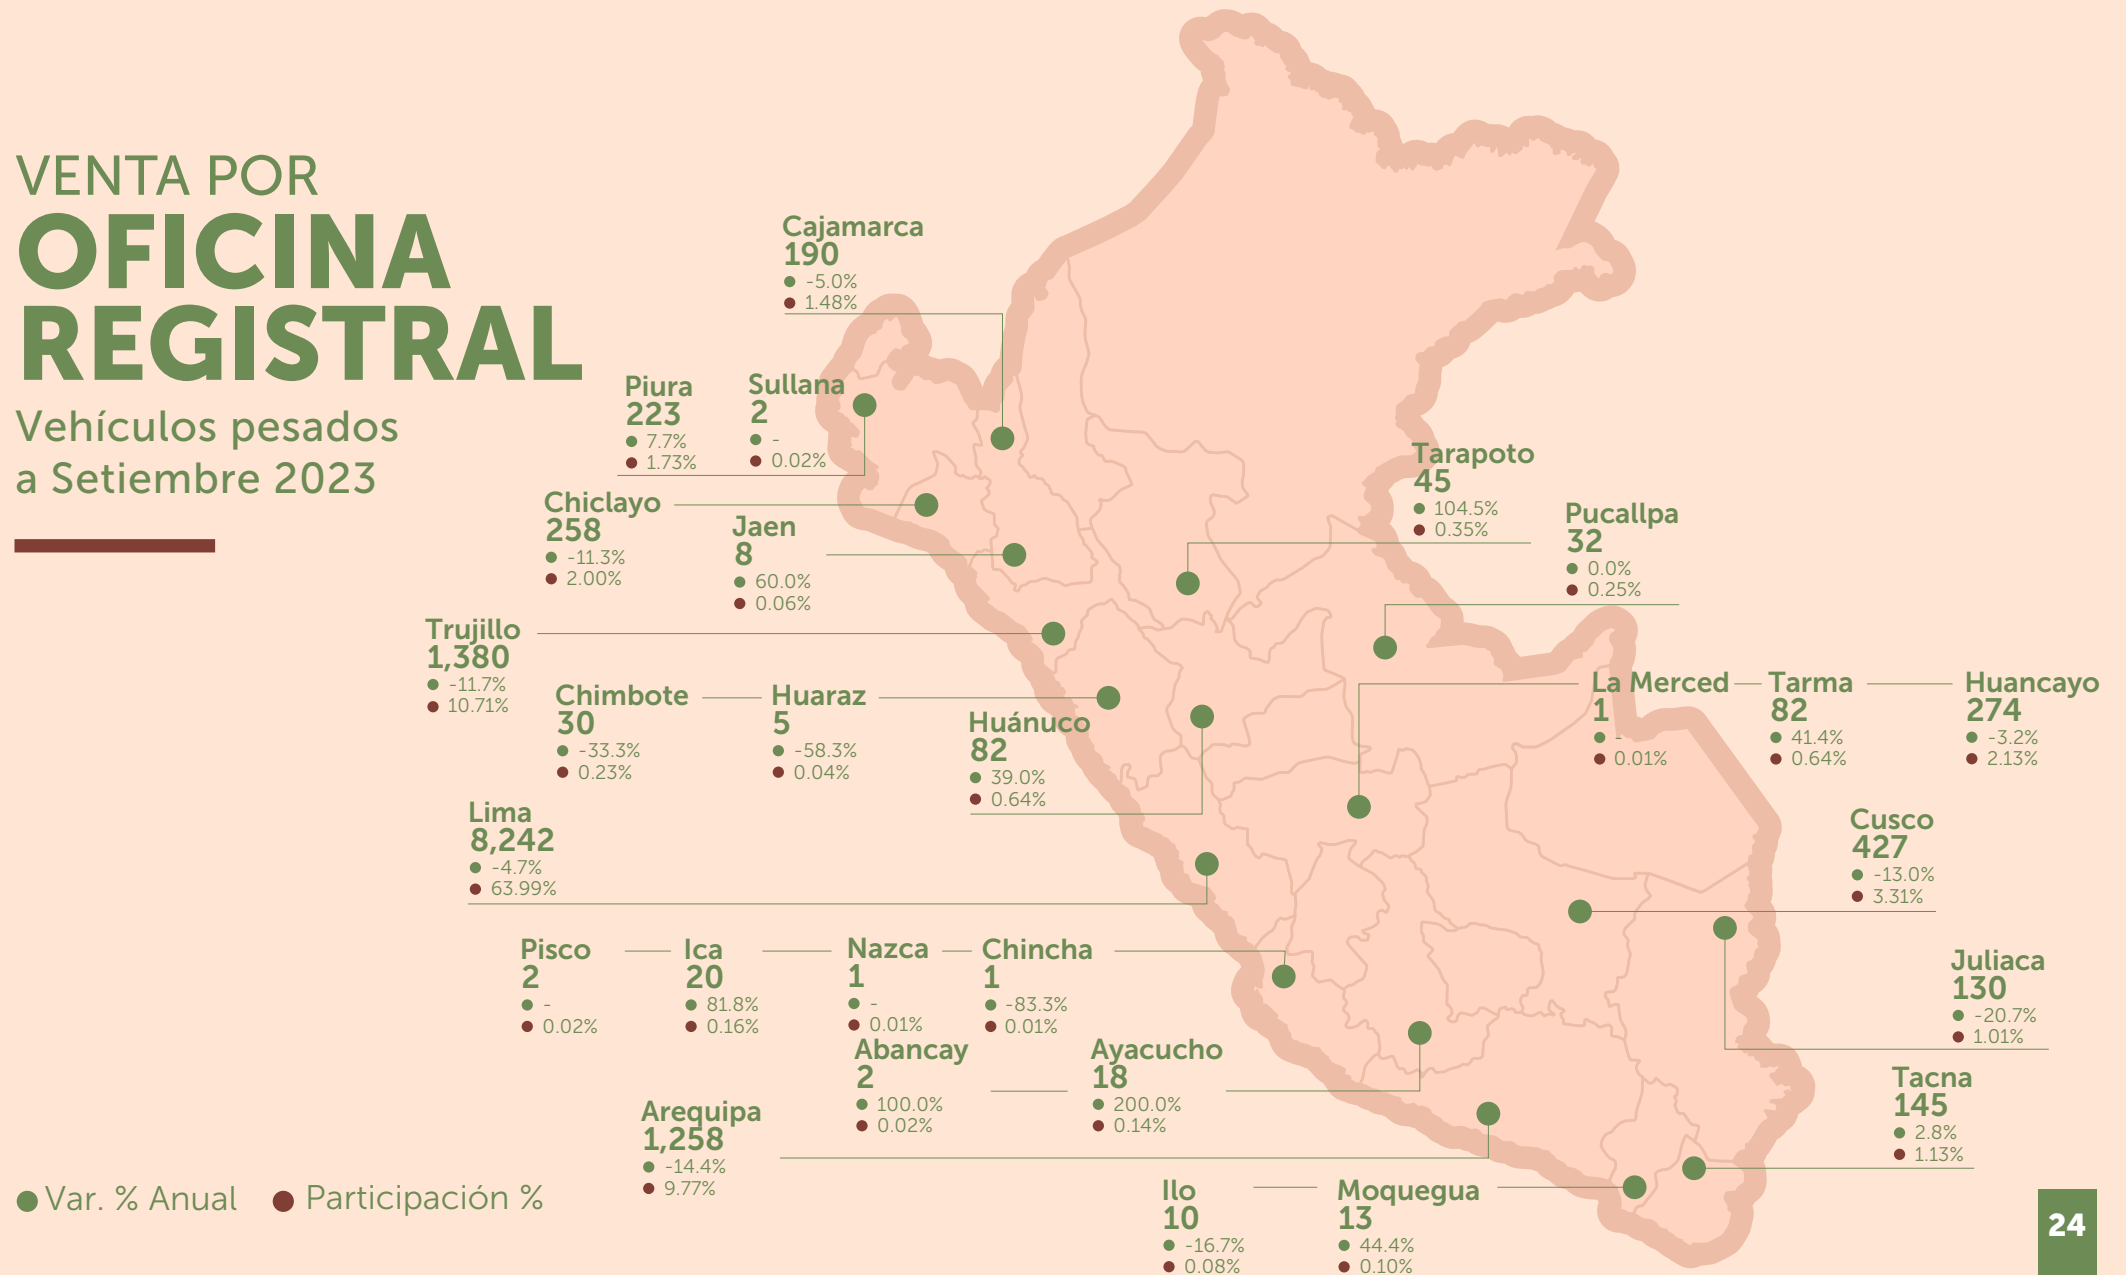 VENTA POR
OFICINA
REGISTRAL
Vehículos pesados
a Setiembre 2023
Cajamarca
190
-5.0%
1.48%
Piura
223
7.7%
1.73%
Sullana
2
-
0.02%
Chiclayo
258
-11.3%
2.00%
Jaen
8
60.0%
0.06%
Tarapoto
45
104.5%
0.35%
Pucallpa
32
0.0%
0.25%
Trujillo
1,380
-11.7%
10.71%
Chimbote
30
-33.3%
0.23%
Huaraz
5
-58.3%
0.04%
Huánuco
82
39.0%
0.64%
La Merced
1
-
0.01%
Tarma
82
41.4%
0.64%
Huancayo
274
-3.2%
2.13%
Lima
8,242
-4.7%
63.99%
Cusco
427
-13.0%
3.31%
Pisco
2
-
0.02%
Ica
20
81.8%
0.16%
Nazca
1
-
0.01%
Chincha
1
-83.3%
0.01%
Juliaca
130
-20.7%
1.01%
Abancay
2
100.0%
0.02%
Ayacucho
18
200.0%
0.14%
Tacna
145
2.8%
1.13%
Arequipa
1,258
-14.4%
9.77%
Ilo
10
-16.7%
0.08%
Moquegua
13
44.4%
0.10%
Var. % Anual
Participación %
24